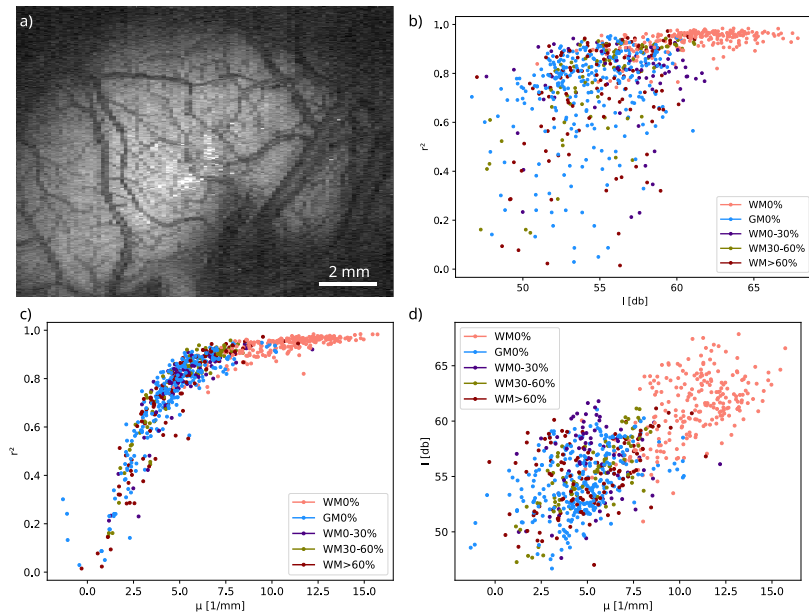 a)
2 mm
b)
1.0
0.8
0.6
0.4
0.2
0.0
r²
50
55
60
65
I [db]
WM0%
GM0%
WM0-30%
WM30-60%
WM>60%
c)
1.0
0.8
0.6
0.4
0.2
0.0
r²
0.0
2.5
5.0
7.5
10.0
12.5
15.0
μ [1/mm]
WM0%
GM0%
WM0-30%
WM30-60%
WM>60%
d)
65
60
55
50
I [db]
0.0
2.5
5.0
7.5
10.0
12.5
15.0
μ [1/mm]
WM0%
GM0%
WM0-30%
WM30-60%
WM>60%